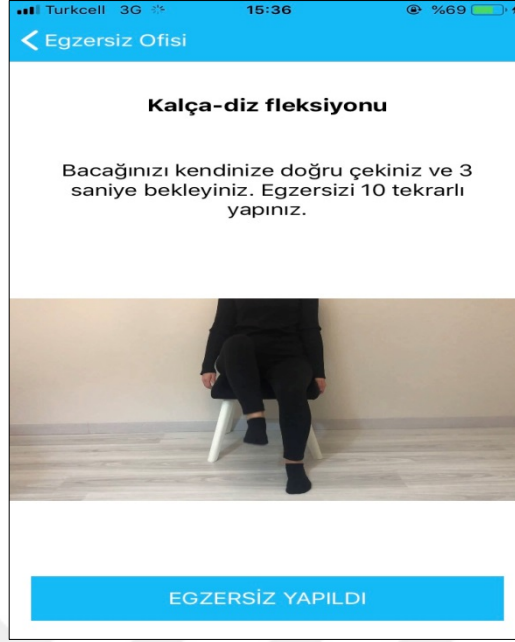 Turkcell 3G 15:36 %69
Egzersiz Ofisi
Kalça-diz fleksiyonu
Bacağınızı kendinize doğru çekiniz ve 3
saniye bekleyiniz. Egzersizi 10 tekrarlı
yapınız.
EGZERSİZ YAPILDI